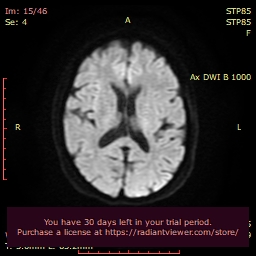 Im: 15/46
Se: 4
STP85
STP85
F
A
Ax DWI B 1000
R
L
You have 30 days left in your trial period.
Purchase a license at https://radiantviewer.com/store/